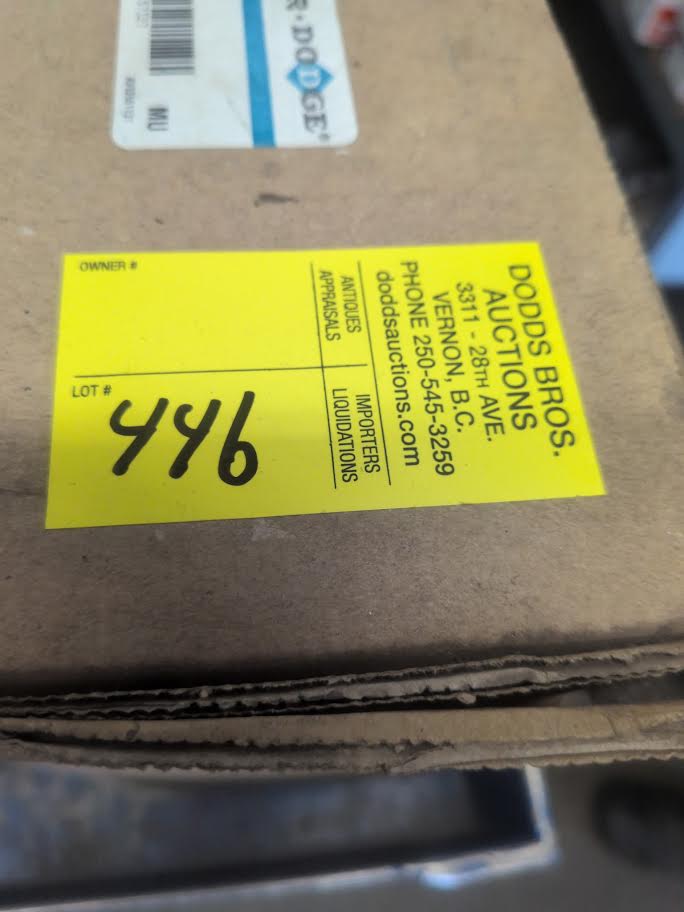 R·DODGE®
MU
DODDS BROS.
AUCTIONS
3311 - 28TH AVE.
VERNON, B.C.
PHONE 250-545-3259
doddsauctions.com
ANTIQUES
APPRAISALS
IMPORTERS
LIQUIDATIONS
OWNER #
LOT #
446